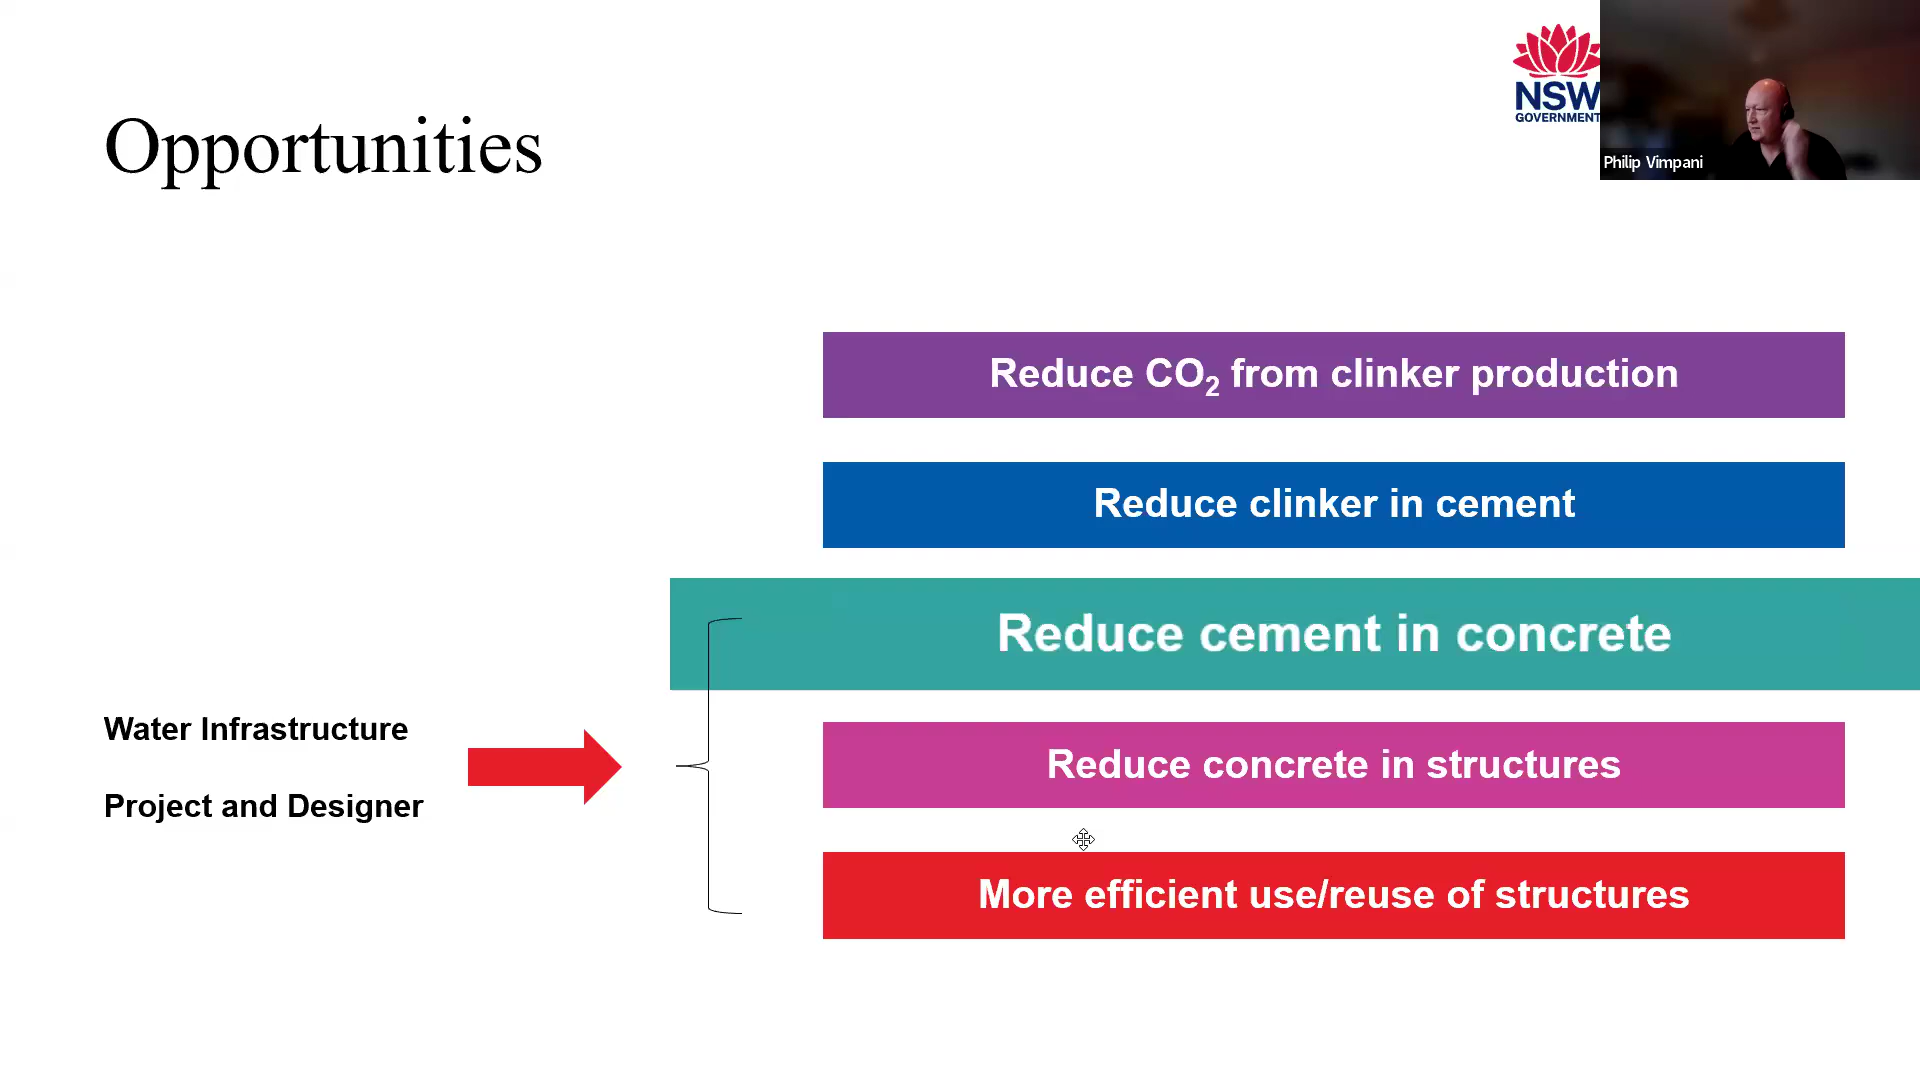 Opportunities
NSW
GOVERNMENT
Philip Vimpani
Reduce CO₂ from clinker production
Reduce clinker in cement
Reduce cement in concrete
Water Infrastructure
Project and Designer
Reduce concrete in structures
More efficient use/reuse of structures